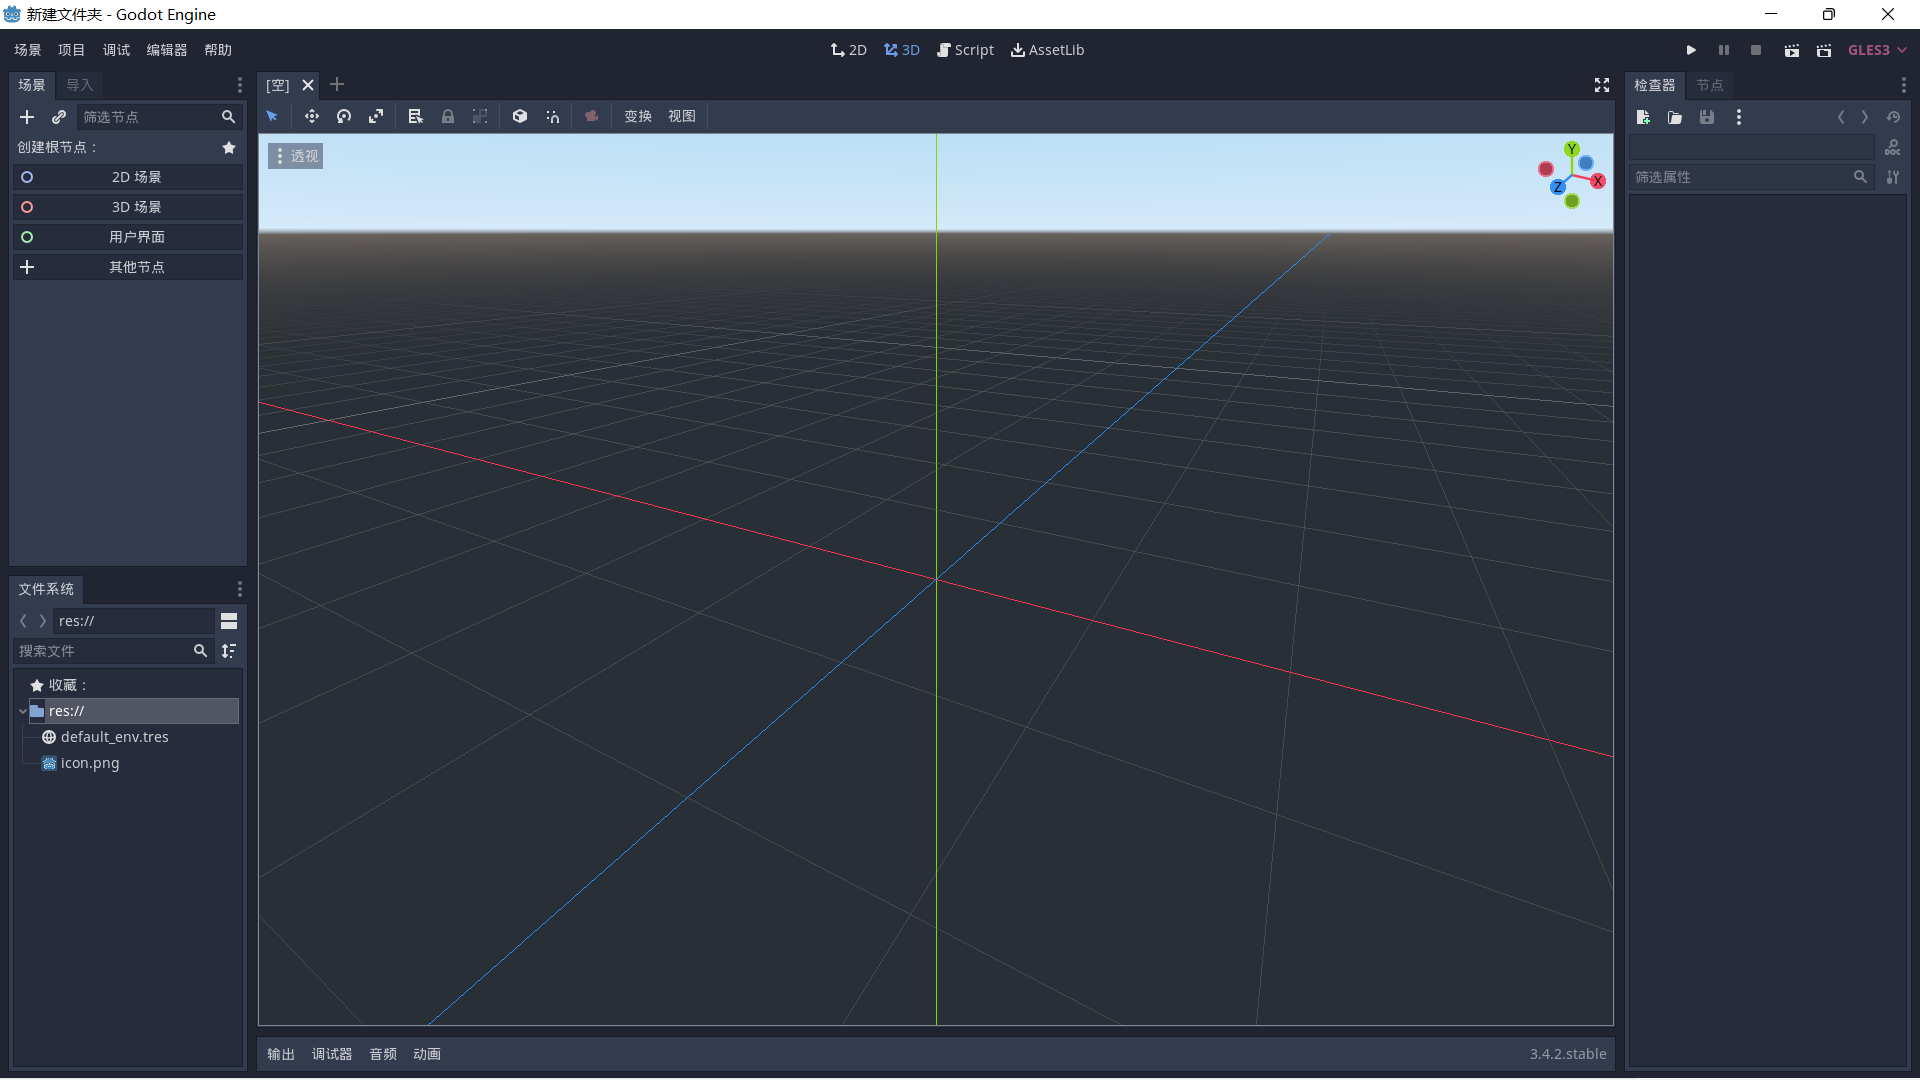 新建文件夹 - Godot Engine
场景 项目 调试 编辑器 帮助
2D 3D Script AssetLib
GLES3
场景 导入
筛选节点
创建根节点：
2D 场景
3D 场景
用户界面
其他节点
文件系统
res://
搜索文件
收藏：
res://
default_env.tres
icon.png
[空]
变换 视图
透视
Y
X
Z
输出 调试器 音频 动画
3.4.2.stable
检查器 节点
DOC
筛选属性